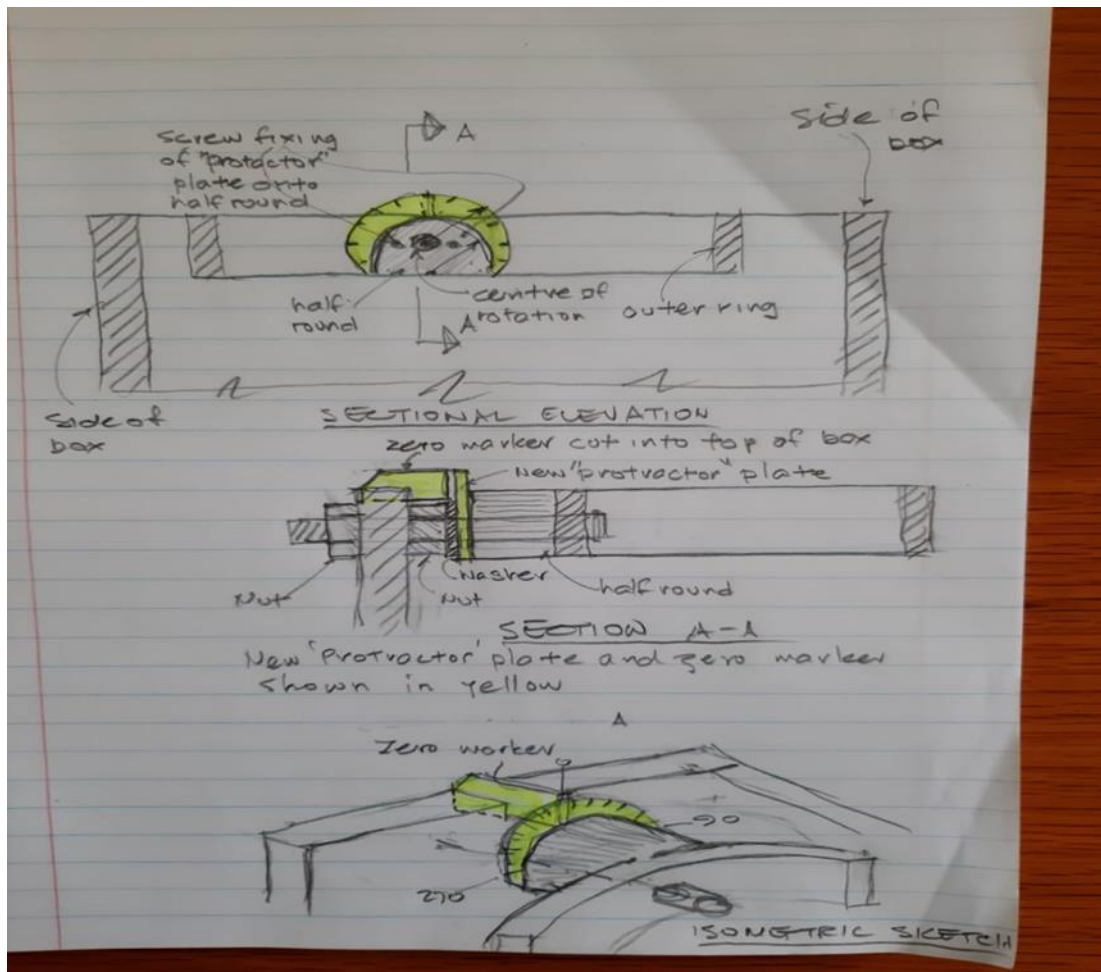 A
side of
box
screw fixing
of "protactor"
plate onto
half round
half
round
centre of
rotation
A
outer ring
side of
box
SECTIONAL ELEVATION
zero marker cut into top of box
New "protractor" plate
Nut
Nut
washer
half round
SECTION A-A
New 'Protractor' plate and zero marker
shown in yellow
A
Zero worker
90
270
ISOMETRIC SKETCH